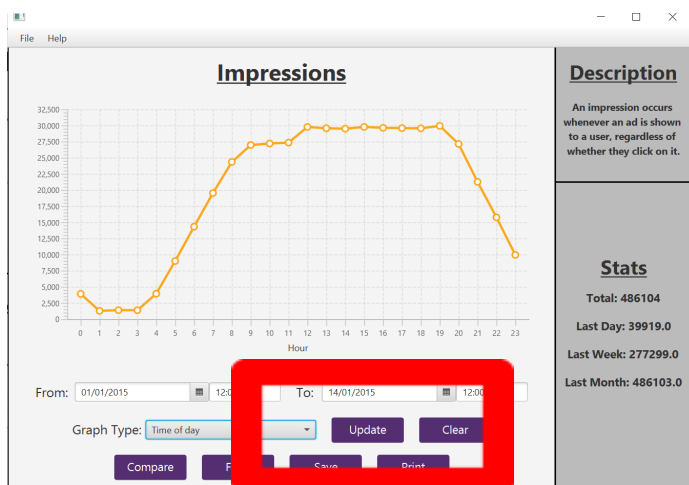 File Help
Impressions
32,500
30,000
27,500
25,000
22,500
20,000
17,500
15,000
12,500
10,000
7,500
5,000
2,500
0
0 1 2 3 4 5 6 7 8 9 10 11 12 13 14 15 16 17 18 19 20 21 22 23
Hour
From: 01/01/2015 To: 14/01/2015
Graph Type: Time of day Update Clear
Compare Save Print
Description
An impression occurs
whenever an ad is shown
to a user, regardless of
whether they click on it.
Stats
Total: 486104
Last Day: 39919.0
Last Week: 277299.0
Last Month: 486103.0